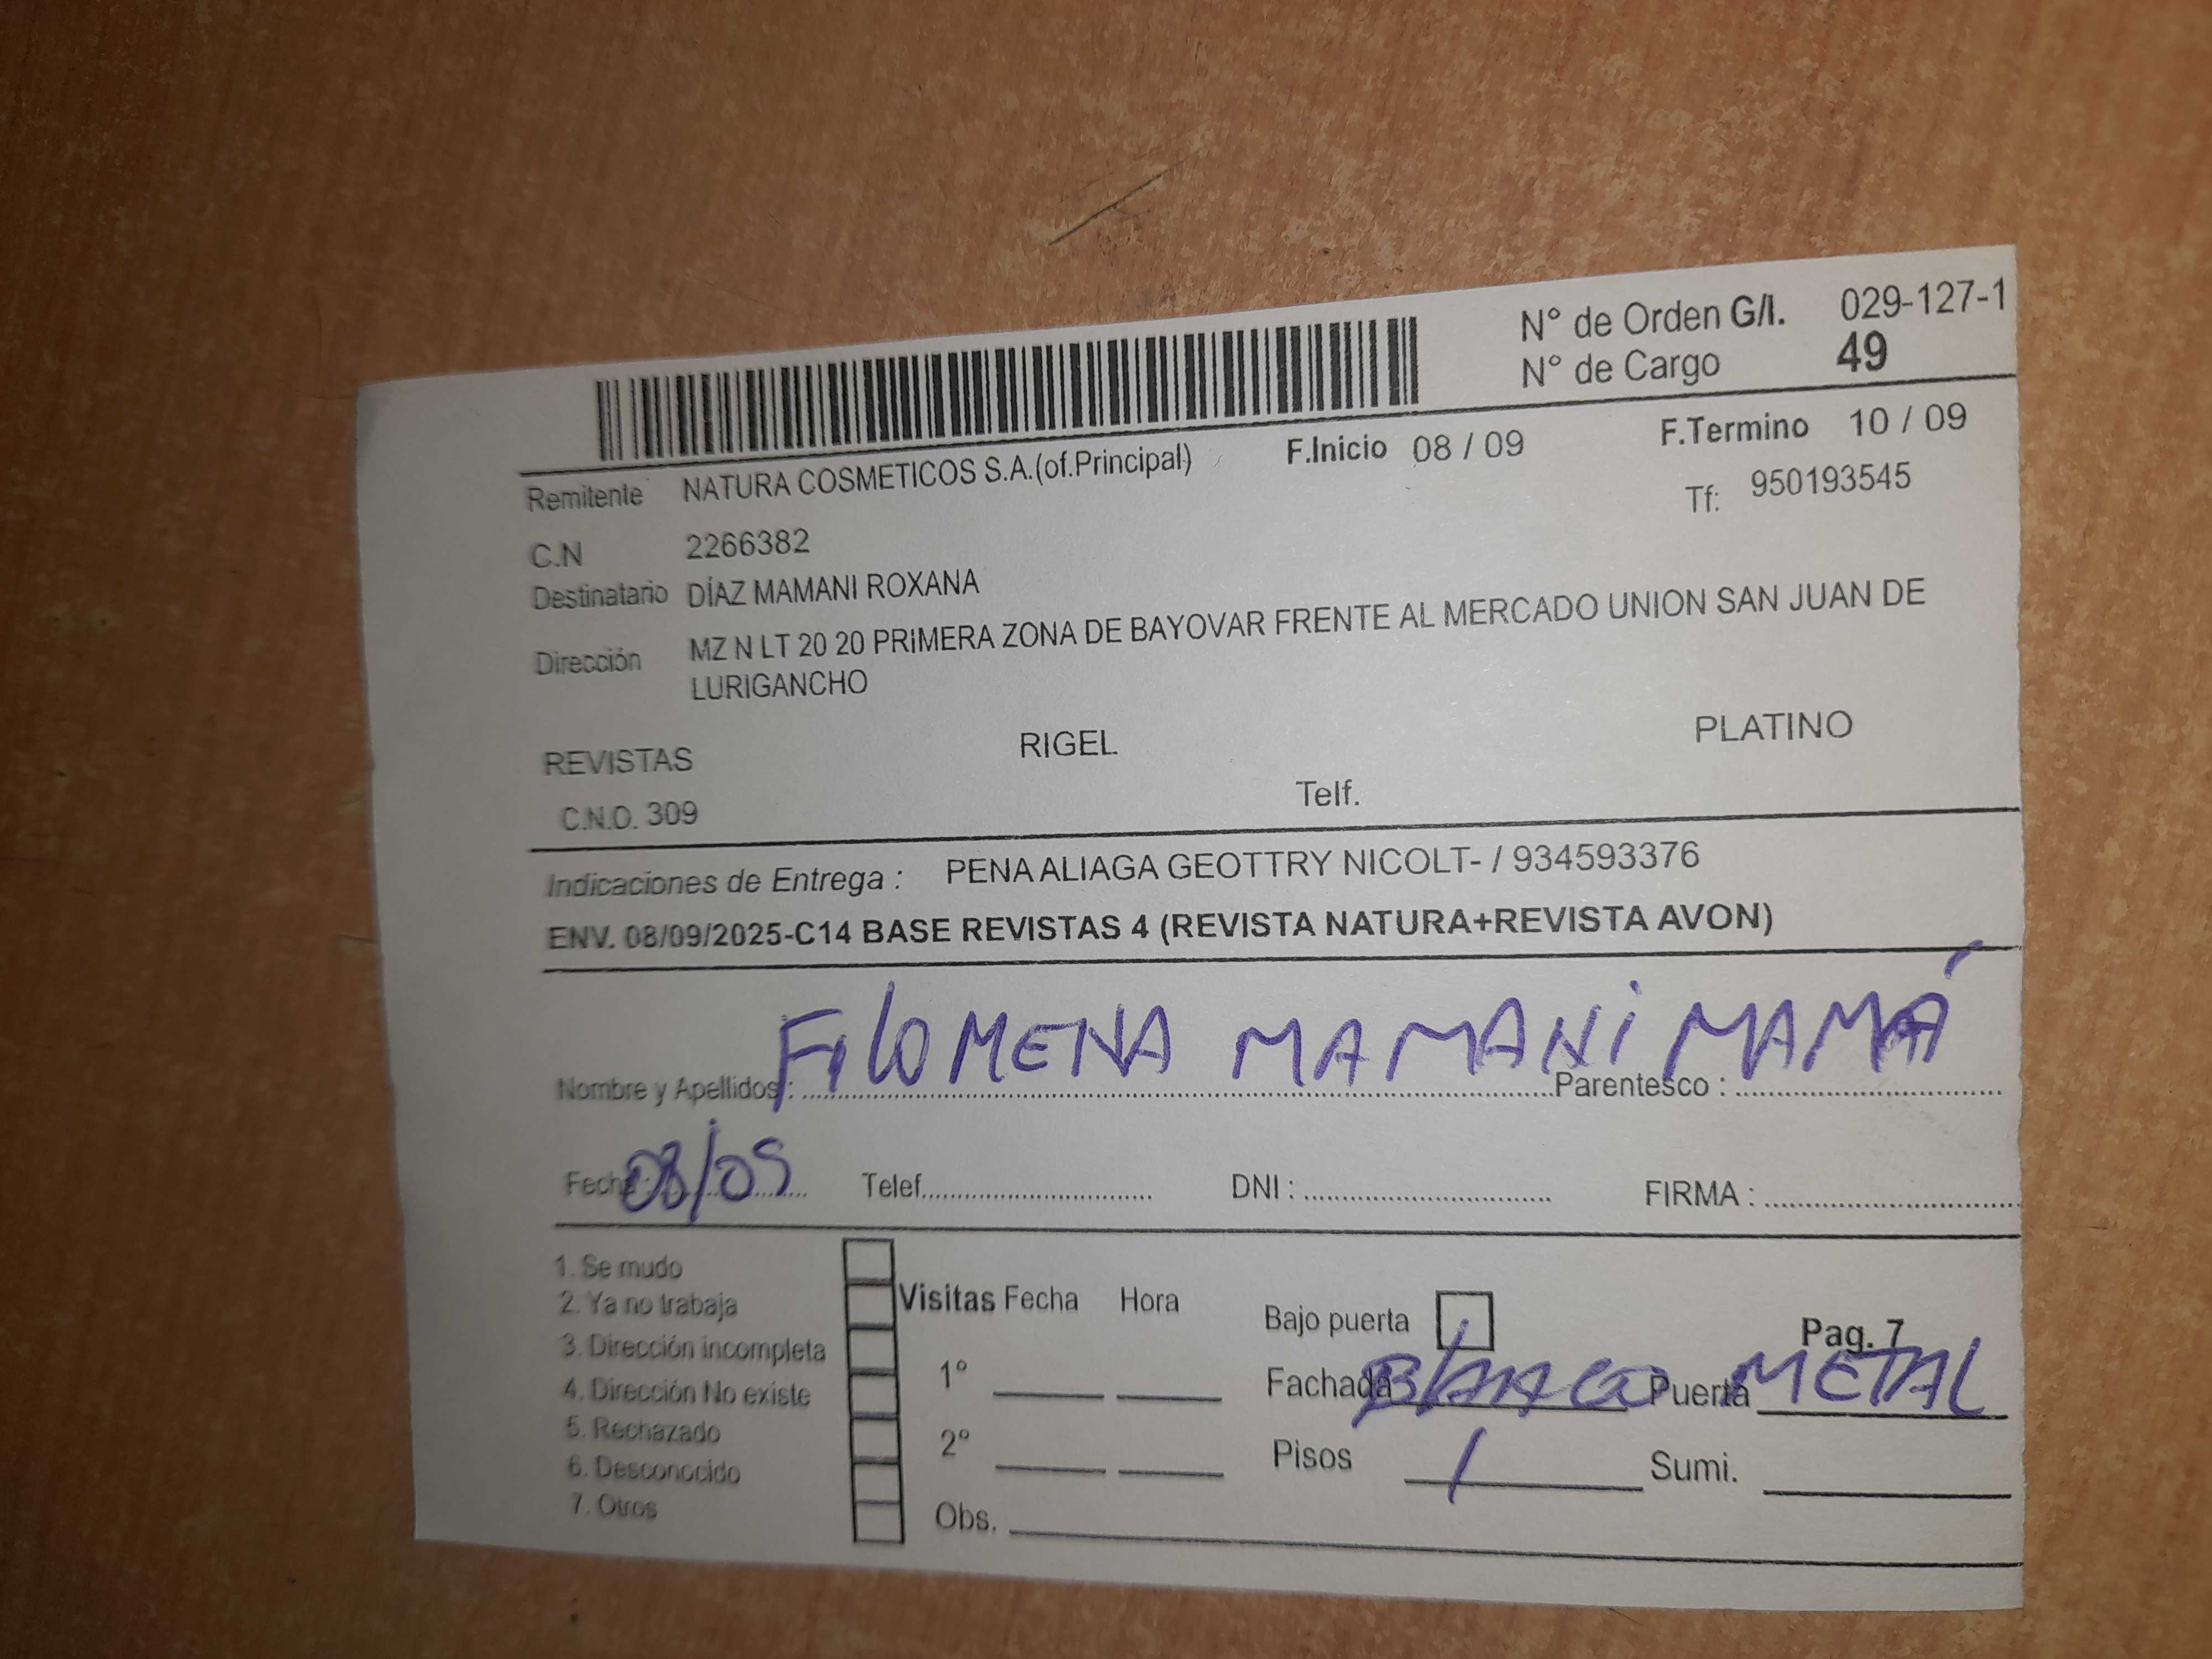 N° de Orden G/I. 029-127-1
N° de Cargo 49
F.Inicio 08 / 09 F.Termino 10 / 09
Remitente NATURA COSMETICOS S.A.(of.Principal) Tf: 950193545
C.N 2266382
Destinatario DÍAZ MAMANI ROXANA
Dirección MZ N LT 20 20 PRIMERA ZONA DE BAYOVAR FRENTE AL MERCADO UNION SAN JUAN DE
LURIGANCHO
REVISTAS RIGEL PLATINO
C.N.O. 309 Telf.
Indicaciones de Entrega : PENA ALIAGA GEOTTRY NICOLT- / 934593376
ENV. 08/09/2025-C14 BASE REVISTAS 4 (REVISTA NATURA+REVISTA AVON)
Nombre y Apellidos : FiloMENA MAMANi Parentesco : MAMÁ
Fecha 08/09 Telef. DNI : FIRMA :
1. Se mudo
2. Ya no trabaja
3. Dirección incompleta
4. Dirección No existe
5. Rechazado
6. Desconocido
7. Otros
Visitas Fecha Hora
1°
2°
Obs.
Bajo puerta Pag. 7
Fachada BlANCO Puerta METAL
Pisos 1 Sumi.